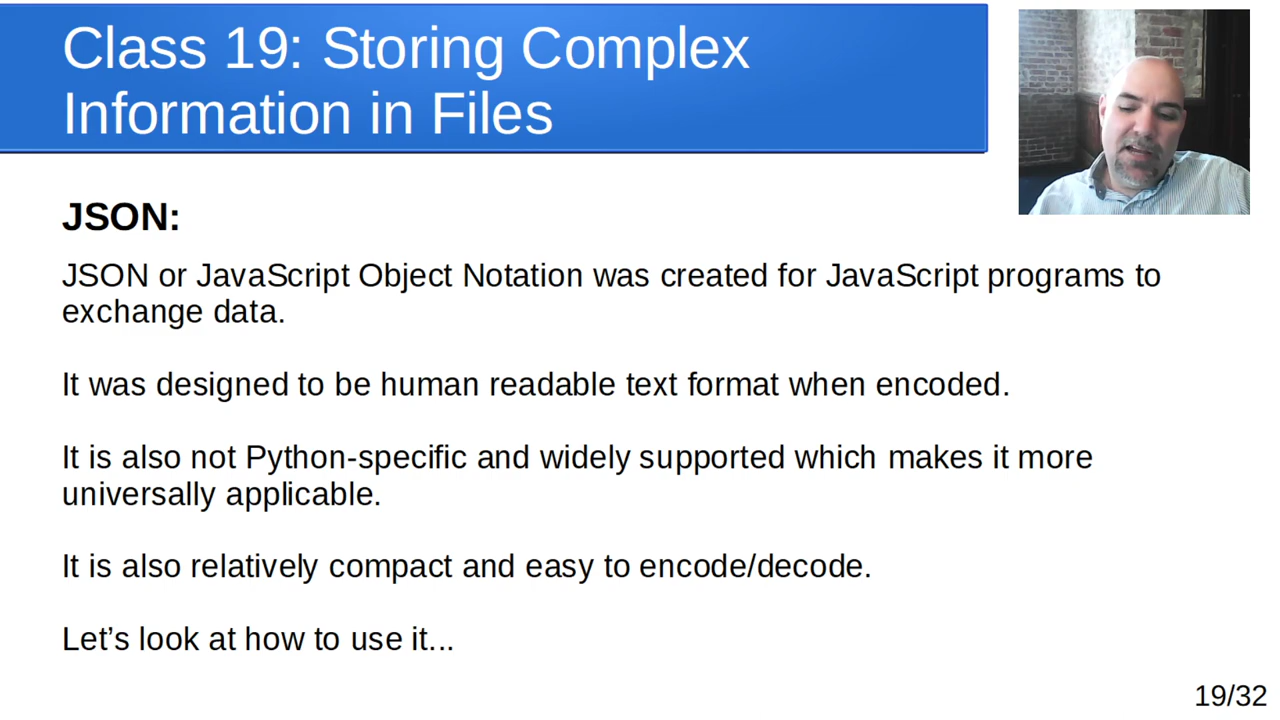 Class 19: Storing Complex
Information in Files
JSON:
JSON or JavaScript Object Notation was created for JavaScript programs to
exchange data.
It was designed to be human readable text format when encoded.
It is also not Python-specific and widely supported which makes it more
universally applicable.
It is also relatively compact and easy to encode/decode.
Let’s look at how to use it...
19/32